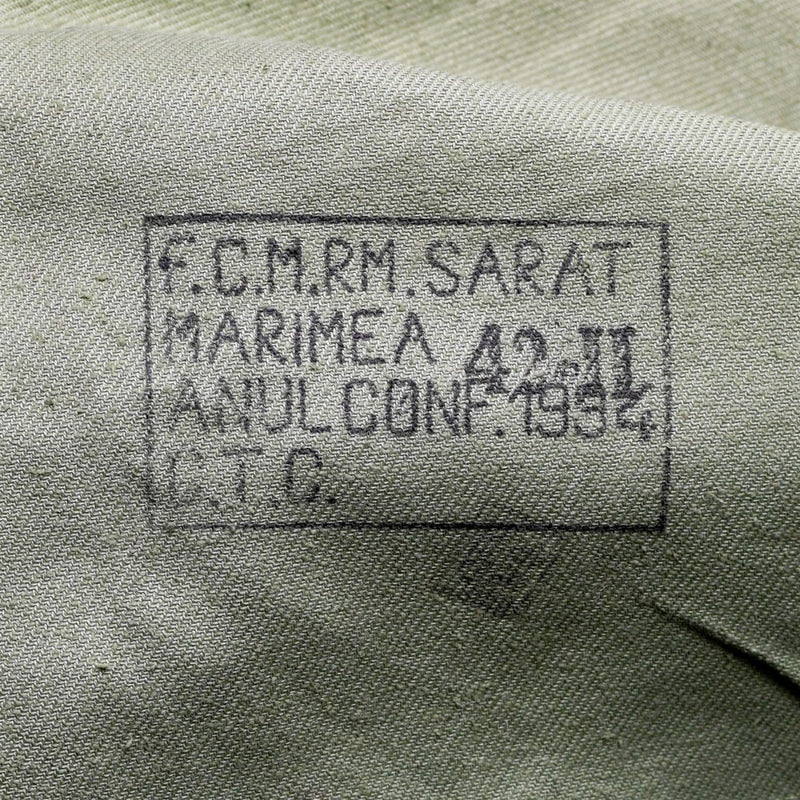 F.C.M.RM.SARAT
MARIMEA 42-II
ANUL CONF. 1994
C.T.C.